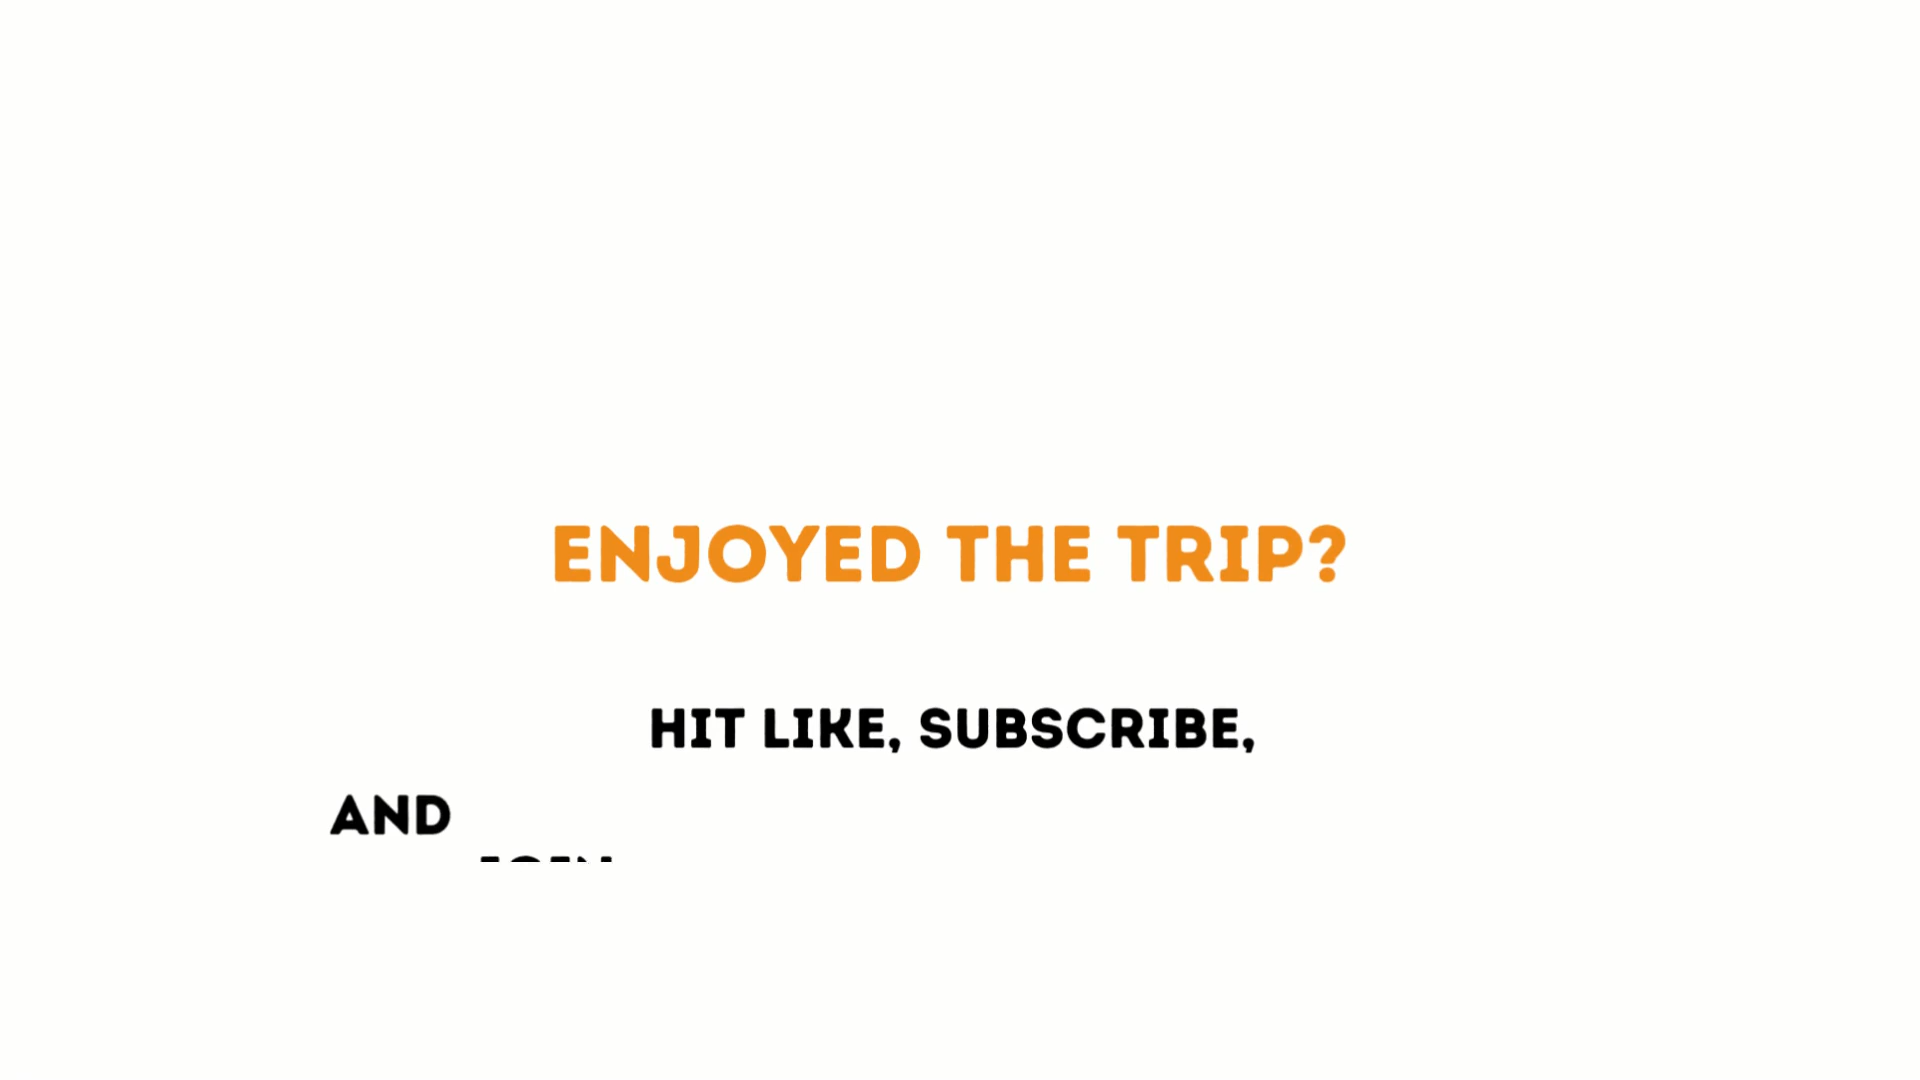 ENJOYED THE TRIP?
HIT LIKE, SUBSCRIBE,
AND